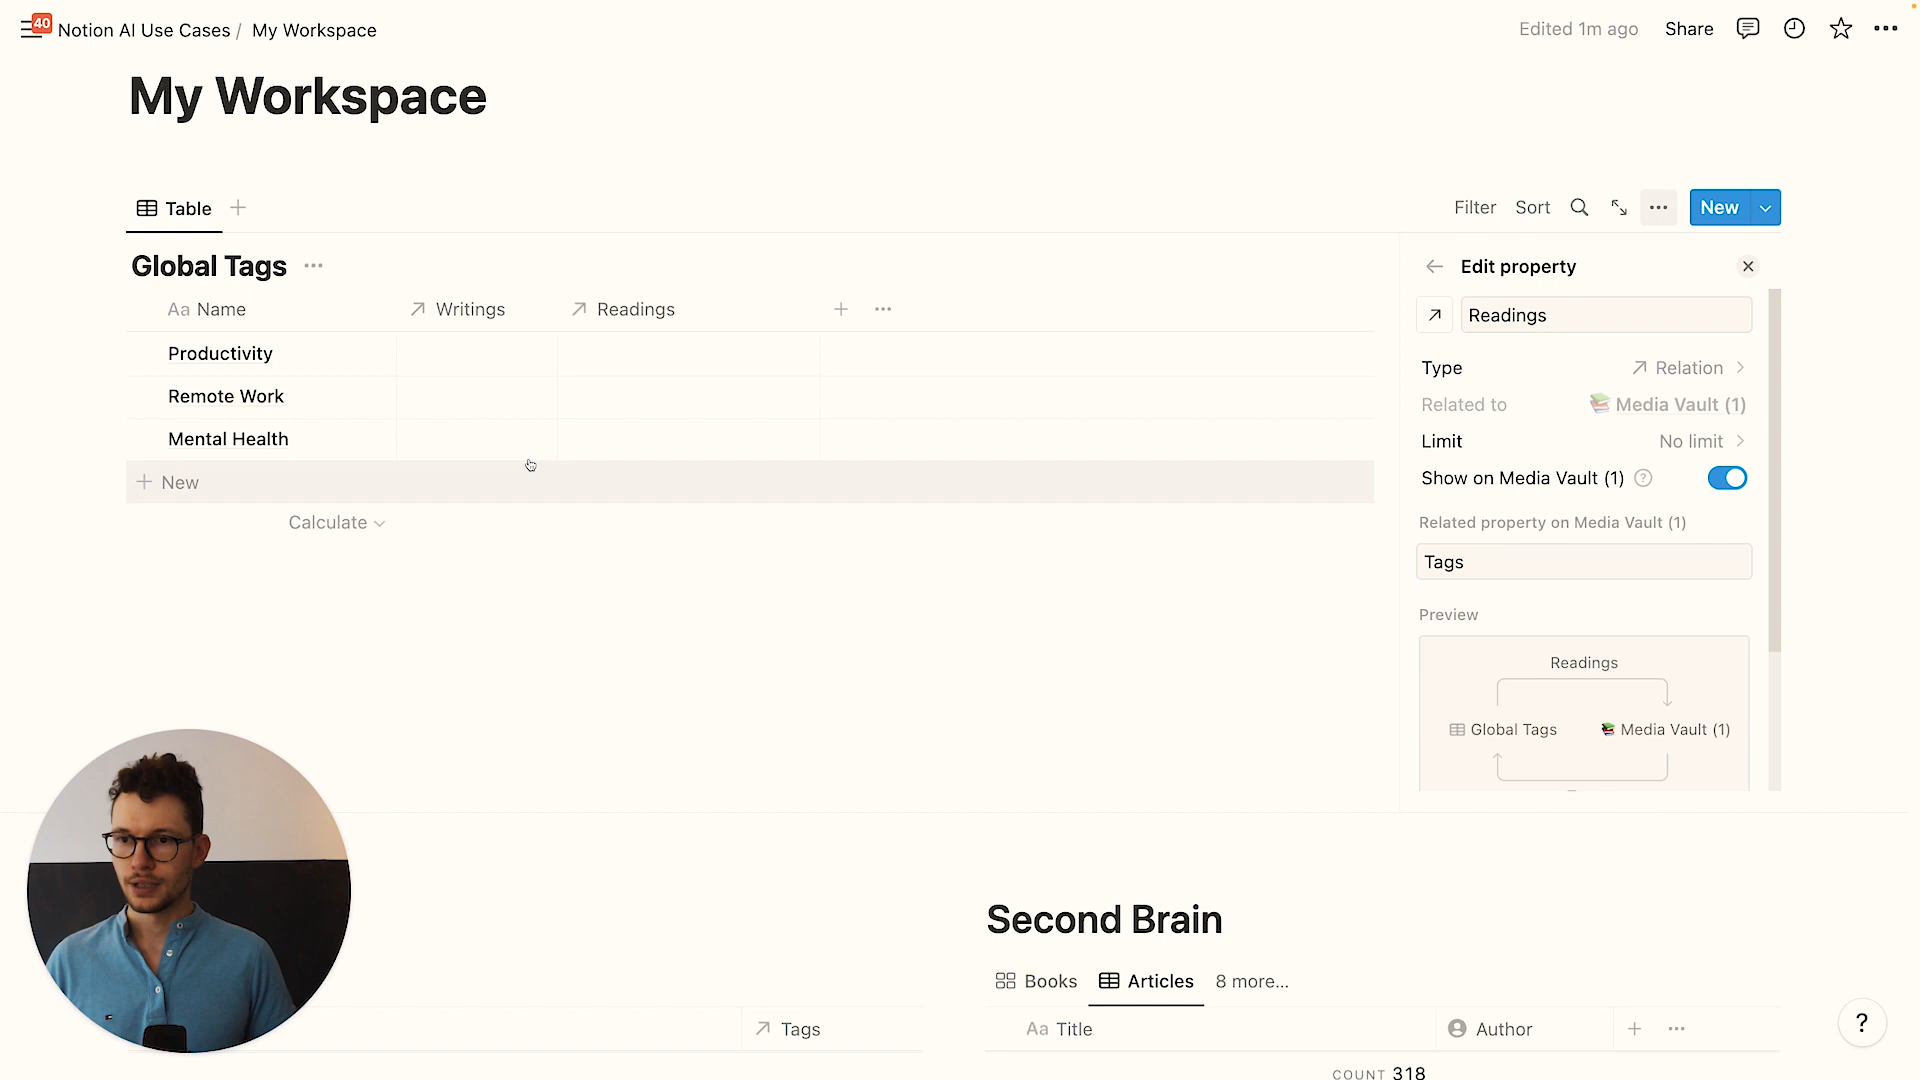 40 Notion AI Use Cases / My Workspace
Edited 1m ago Share
My Workspace
Table
Filter Sort New
Global Tags
Edit property
Aa Name Writings Readings
Readings
Productivity
Type Relation
Remote Work
Related to Media Vault (1)
Mental Health
Limit No limit
New
Show on Media Vault (1) ?
Calculate
Related property on Media Vault (1)
Tags
Preview
Readings
Global Tags Media Vault (1)
Second Brain
Books Articles 8 more...
Tags
Aa Title Author
?
COUNT 318